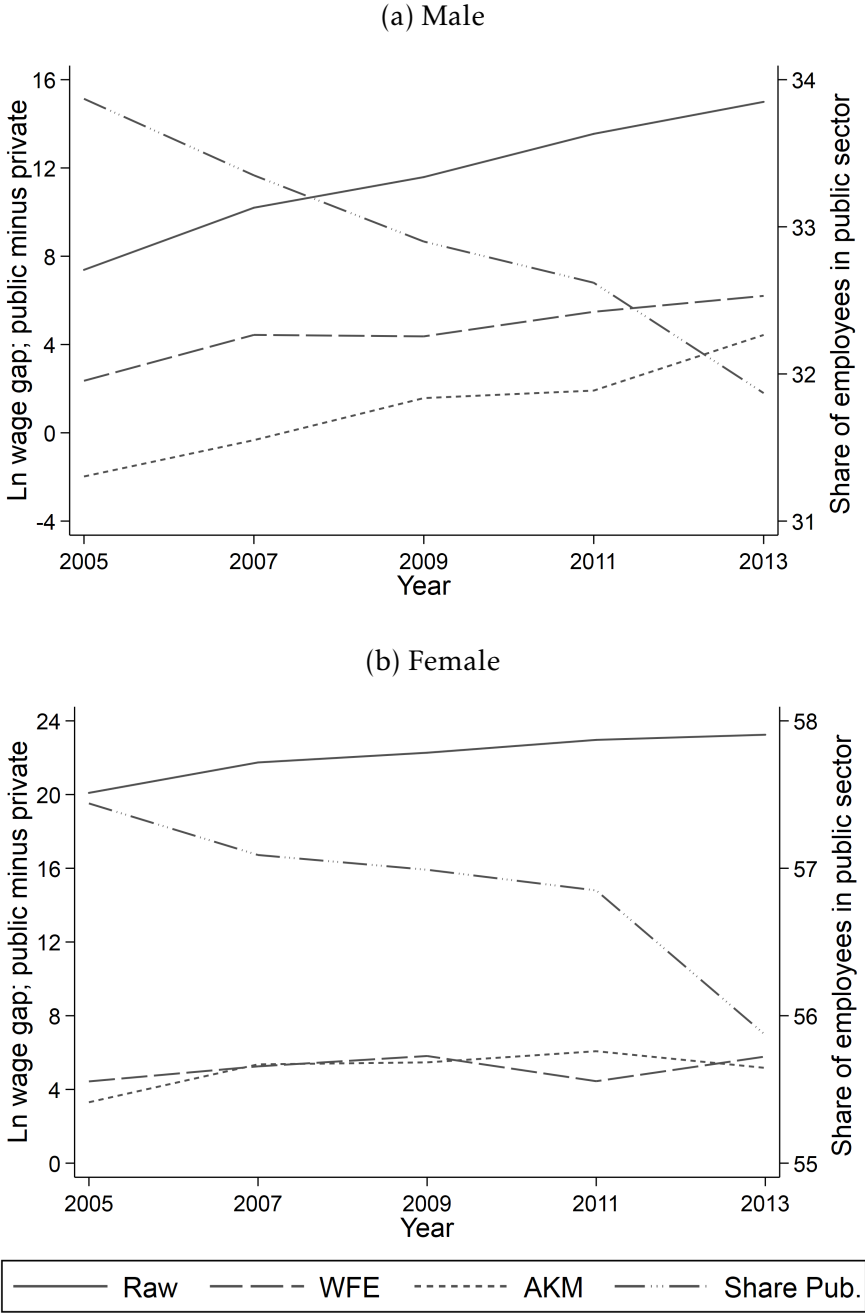 (a) Male
16
12
8
4
0
-4
Ln wage gap; public minus private
34
33
32
31
Share of employees in public sector
2005 2007 2009 2011 2013
Year
(b) Female
24
20
16
12
8
4
0
Ln wage gap; public minus private
58
57
56
55
Share of employees in public sector
2005 2007 2009 2011 2013
Year
Raw WFE AKM Share Pub.